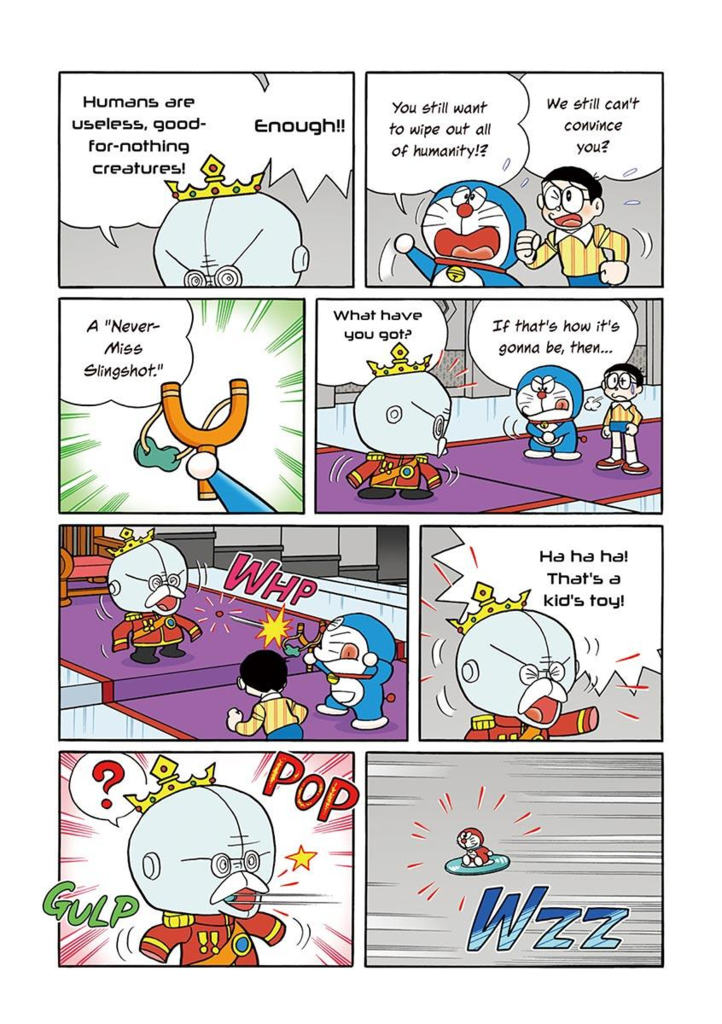 We still can't
convince
you?
You still want
to wipe out all
of humanity!?
Enough!!
Humans are
useless, good-
for-nothing
creatures!
If that's how it's
gonna be, then...
What have
you got?
A "Never-
Miss
Slingshot."
Ha ha ha!
That's a
kid's toy!
WHP
WZZ
POP
?
GULP